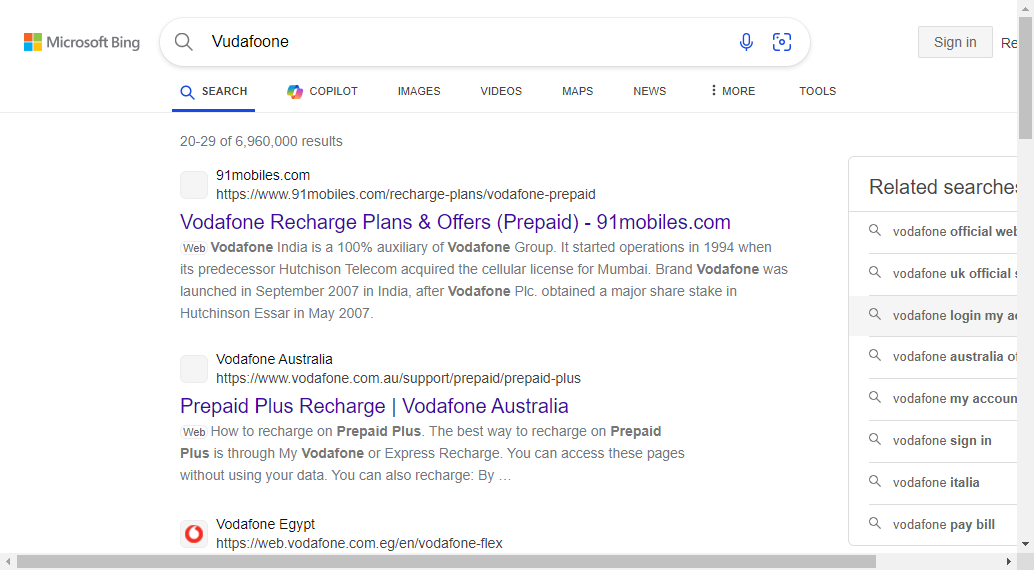 Microsoft Bing
Vudafoone
Sign in
Re
SEARCH
COPILOT
IMAGES
VIDEOS
MAPS
NEWS
MORE
TOOLS
20-29 of 6,960,000 results
91mobiles.com
https://www.91mobiles.com/recharge-plans/vodafone-prepaid
Vodafone Recharge Plans & Offers (Prepaid) - 91mobiles.com
Web Vodafone India is a 100% auxiliary of Vodafone Group. It started operations in 1994 when
its predecessor Hutchison Telecom acquired the cellular license for Mumbai. Brand Vodafone was
launched in September 2007 in India, after Vodafone Plc. obtained a major share stake in
Hutchinson Essar in May 2007.
Vodafone Australia
https://www.vodafone.com.au/support/prepaid/prepaid-plus
Prepaid Plus Recharge | Vodafone Australia
Web How to recharge on Prepaid Plus. The best way to recharge on Prepaid
Plus is through My Vodafone or Express Recharge. You can access these pages
without using your data. You can also recharge: By …
Vodafone Egypt
https://web.vodafone.com.eg/en/vodafone-flex
Related searches
vodafone official web
vodafone uk official s
vodafone login my ac
vodafone australia of
vodafone my accoun
vodafone sign in
vodafone italia
vodafone pay bill